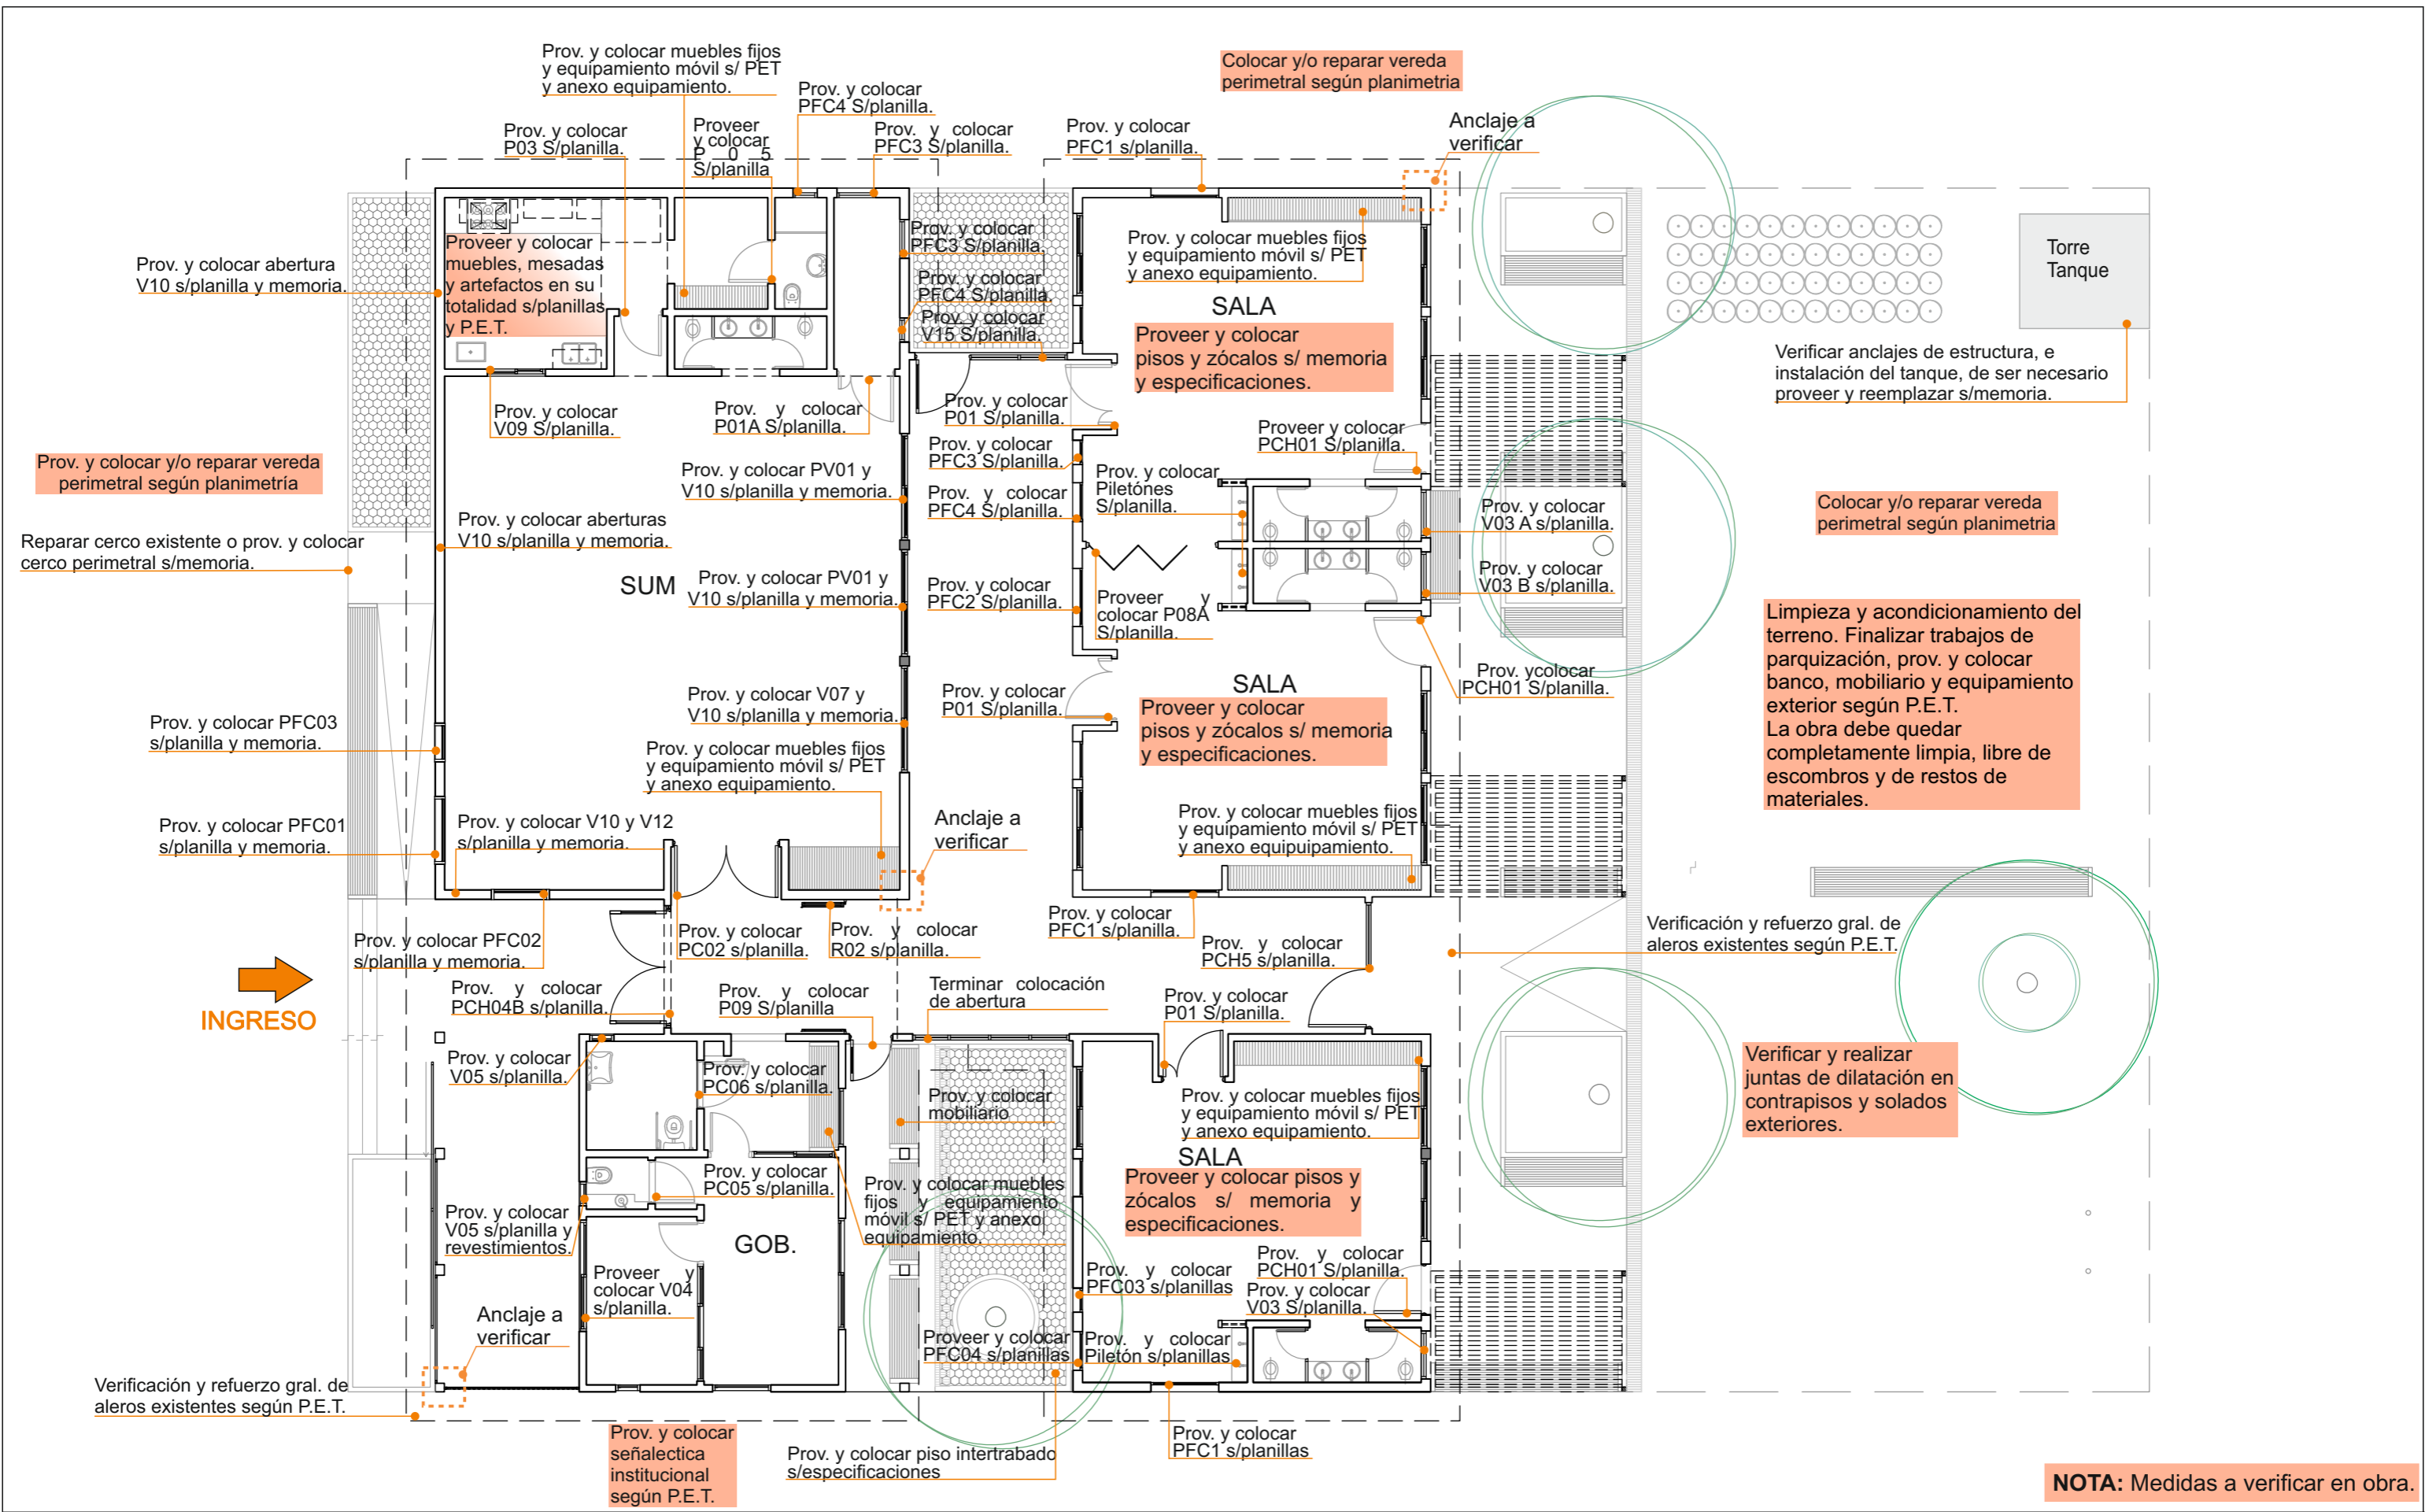 Prov. y colocar muebles fijos
y equipamiento móvil s/ PET
y anexo equipamiento.
Prov. y colocar
PFC4 S/planilla.
Colocar y/o reparar vereda
perimetral según planimetria
Prov. y colocar
P03 S/planilla.
Proveer
y colocar
P 0 5
S/planilla
Prov. y colocar
PFC3 S/planilla.
Prov. y colocar
PFC1 s/planilla.
Anclaje a
verificar
Prov. y colocar abertura
V10 s/planilla y memoria.
Proveer y colocar
muebles, mesadas
y artefactos en su
totalidad s/planillas
y P.E.T.
Prov. y colocar
PFC3 S/planilla.
Prov. y colocar
PFC4 S/planilla.
Prov. y colocar
V15 S/planilla.
Prov. y colocar muebles fijos
y equipamiento móvil s/ PET
y anexo equipamiento.
SALA
Proveer y colocar
pisos y zócalos s/ memoria
y especificaciones.
Torre
Tanque
Verificar anclajes de estructura, e
instalación del tanque, de ser necesario
proveer y reemplazar s/memoria.
Prov. y colocar
V09 S/planilla.
Prov. y colocar
P01A S/planilla.
Prov. y colocar
P01 S/planilla.
Proveer y colocar
PCH01 S/planilla.
Prov. y colocar y/o reparar vereda
perimetral según planimetría
Prov. y colocar PV01 y
V10 s/planilla y memoria.
Prov. y colocar
PFC3 S/planilla.
Prov. y colocar
Piletónes
S/planilla.
Prov. y colocar
PFC4 S/planilla.
Prov. y colocar
V03 A s/planilla.
Colocar y/o reparar vereda
perimetral según planimetria
Prov. y colocar aberturas
V10 s/planilla y memoria.
Reparar cerco existente o prov. y colocar
cerco perimetral s/memoria.
SUM
Prov. y colocar PV01 y
V10 s/planilla y memoria.
Prov. y colocar
PFC2 S/planilla.
Proveer y
colocar P08A
S/planilla.
Prov. y colocar
V03 B s/planilla.
Limpieza y acondicionamiento del
terreno. Finalizar trabajos de
parquización, prov. y colocar
banco, mobiliario y equipamiento
exterior según P.E.T.
La obra debe quedar
completamente limpia, libre de
escombros y de restos de
materiales.
Prov. y colocar PFC03
s/planilla y memoria.
Prov. y colocar V07 y
V10 s/planilla y memoria.
Prov. y colocar
P01 S/planilla.
SALA
Proveer y colocar
pisos y zócalos s/ memoria
y especificaciones.
Prov. ycolocar
PCH01 S/planilla.
Prov. y colocar muebles fijos
y equipamiento móvil s/ PET
y anexo equipamiento.
Prov. y colocar PFC01
s/planilla y memoria.
Prov. y colocar V10 y V12
s/planilla y memoria.
Anclaje a
verificar
Prov. y colocar muebles fijos
y equipamiento móvil s/ PET
y anexo equipuipamiento.
Prov. y colocar PFC02
s/planilla y memoria.
Prov. y colocar
PC02 s/planilla.
Prov. y colocar
R02 s/planilla.
Prov. y colocar
PFC1 s/planilla.
Prov. y colocar
PCH5 s/planilla.
Verificación y refuerzo gral. de
aleros existentes según P.E.T.
INGRESO
Prov. y colocar
PCH04B s/planilla.
Prov. y colocar
P09 S/planilla
Terminar colocación
de abertura
Prov. y colocar
P01 S/planilla.
Prov. y colocar
V05 s/planilla.
Prov. y colocar
PC06 s/planilla.
Prov. y colocar
mobiliario
Prov. y colocar muebles fijos
y equipamiento móvil s/ PET
y anexo equipamiento.
Verificar y realizar
juntas de dilatación en
contrapisos y solados
exteriores.
SALA
Proveer y colocar pisos y
zócalos s/ memoria y
especificaciones.
Prov. y colocar
PC05 s/planilla.
Prov. y colocar muebles
fijos y equipamiento
móvil s/ PET y anexo
equipamiento.
Prov. y colocar
V05 s/planilla y
revestimientos.
GOB.
Proveer y
colocar V04
s/planilla.
Prov. y colocar
PFC03 s/planillas
Prov. y colocar
PCH01 S/planilla.
Prov. y colocar
V03 S/planilla.
Anclaje a
verificar
Proveer y colocar
PFC04 s/planillas
Prov. y colocar
Piletón s/planillas
Verificación y refuerzo gral. de
aleros existentes según P.E.T.
Prov. y colocar
señalectica
institucional
según P.E.T.
Prov. y colocar piso intertrabado
s/especificaciones
Prov. y colocar
PFC1 s/planillas
NOTA: Medidas a verificar en obra.